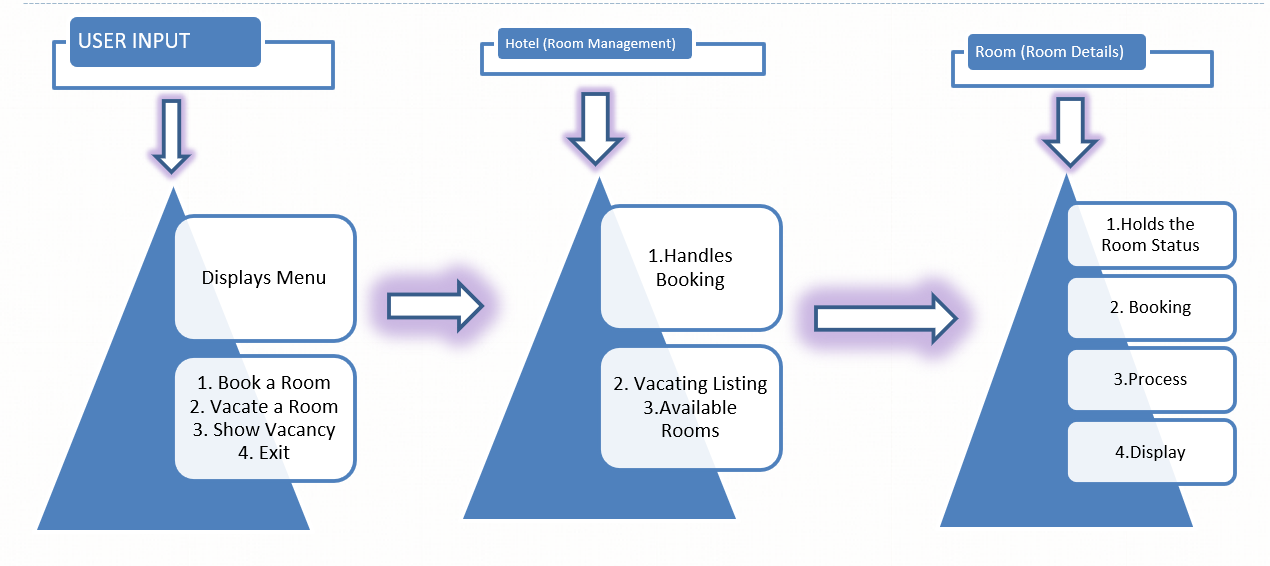 USER INPUT
Displays Menu
1. Book a Room
2. Vacate a Room
3. Show Vacancy
4. Exit
Hotel (Room Management)
1.Handles
Booking
2. Vacating Listing
3.Available
Rooms
Room (Room Details)
1.Holds the
Room Status
2. Booking
3.Process
4.Display